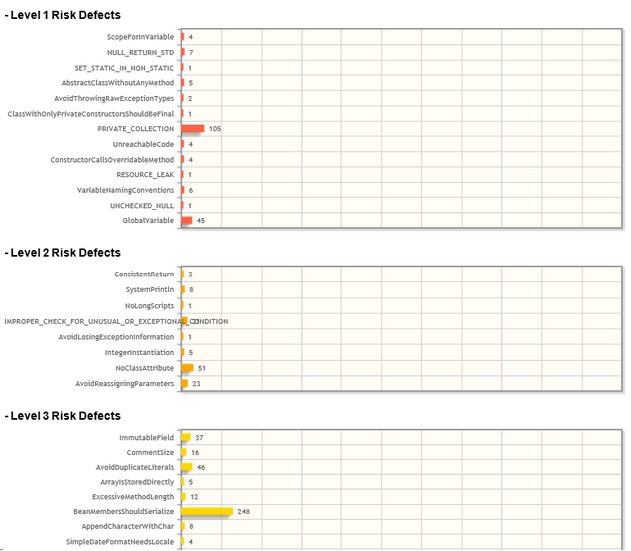 - Level 1 Risk Defects
ScopeForInVariable 4
NULL_RETURN_STD 7
SET_STATIC_IN_NON_STATIC 1
AbstractClassWithoutAnyMethod 5
AvoidThrowingRawExceptionTypes 2
ClassWithOnlyPrivateConstructorsShouldBeFinal 1
PRIVATE_COLLECTION 105
UnreachableCode 4
ConstructorCallsOverridableMethod 4
RESOURCE_LEAK 1
VariableNamingConventions 6
UNCHECKED_NULL 1
GlobalVariable 45
- Level 2 Risk Defects
ConsistentReturn 3
SystemPrintln 8
NoLongScripts 1
IMPROPER_CHECK_FOR_UNUSUAL_OR_EXCEPTIONAL_CONDITION
AvoidLosingExceptionInformation 1
IntegerInstantiation 5
NoClassAttribute 51
AvoidReassigningParameters 23
- Level 3 Risk Defects
ImmutableField 37
CommentSize 16
AvoidDuplicateLiterals 46
ArrayIsStoredDirectly 5
ExcessiveMethodLength 12
BeanMembersShouldSerialize 248
AppendCharacterWithChar 8
SimpleDateFormatNeedsLocale 4